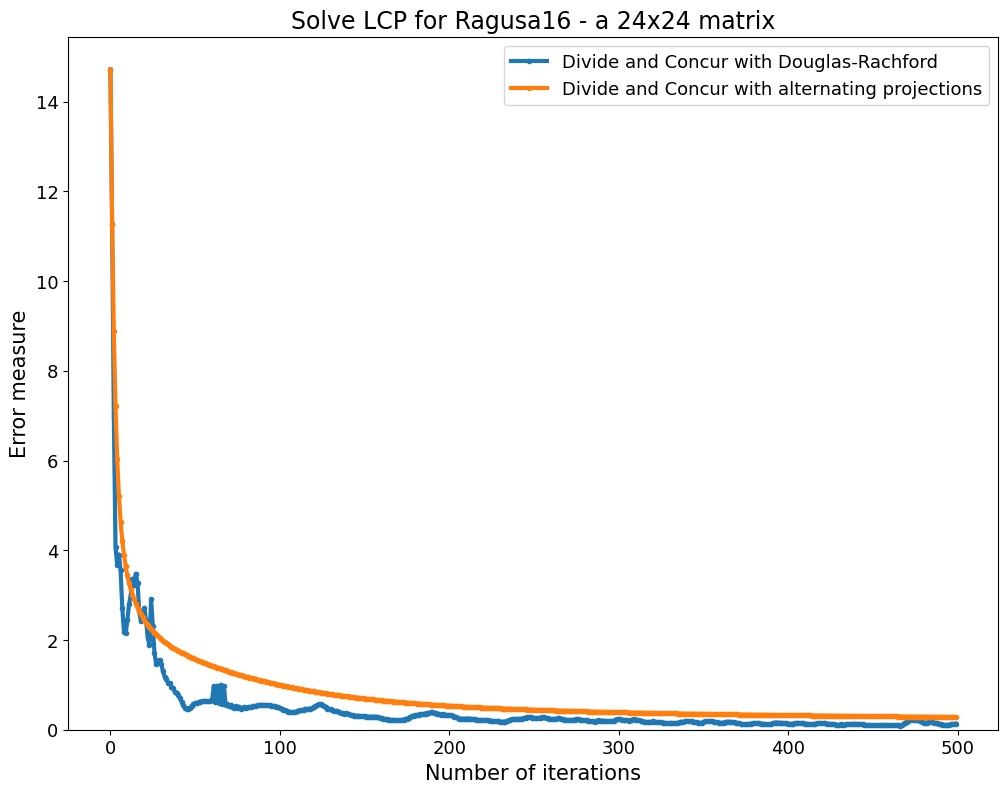 Solve LCP for Ragusa16 - a 24x24 matrix
Divide and Concur with Douglas-Rachford
Divide and Concur with alternating projections
Error measure
14
12
10
8
6
4
2
0
0 100 200 300 400 500
Number of iterations